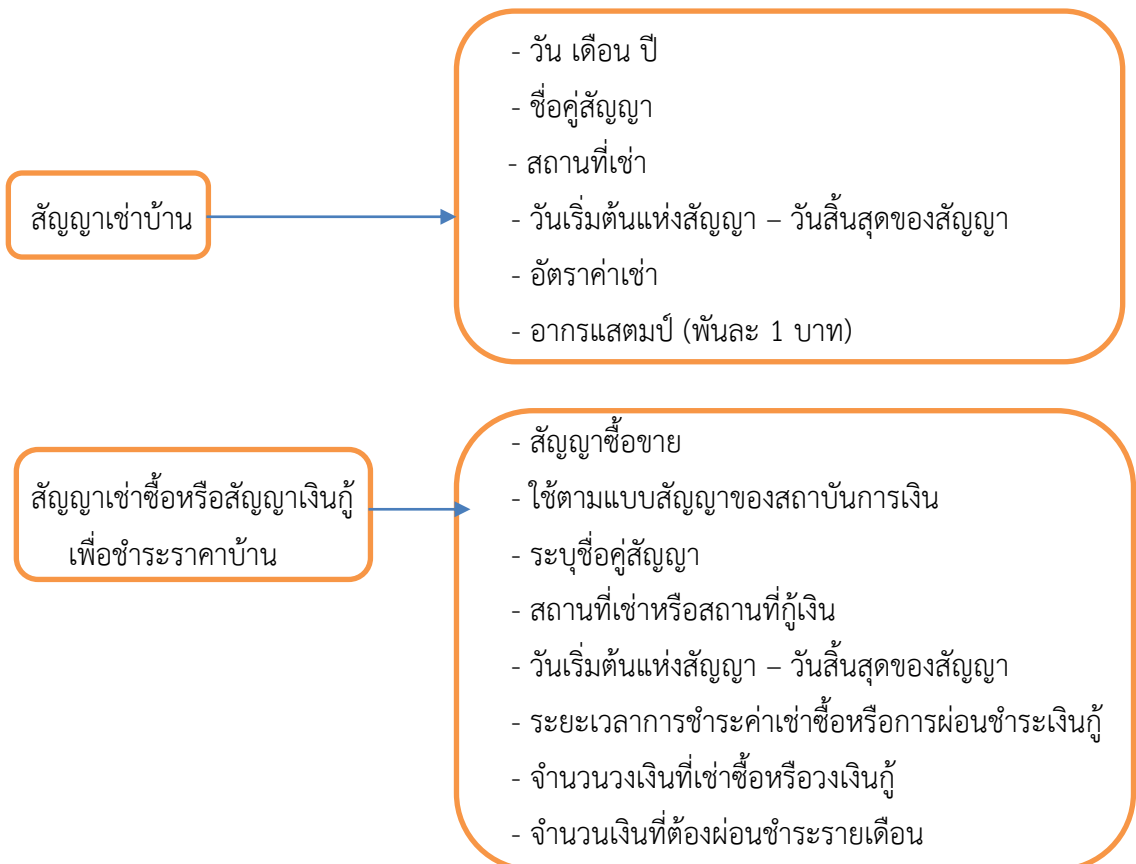 สัญญาเช่าบ้าน
- วัน เดือน ปี
- ชื่อคู่สัญญา
- สถานที่เช่า
- วันเริ่มต้นแห่งสัญญา – วันสิ้นสุดของสัญญา
- อัตราค่าเช่า
- อากรแสตมป์ (พันละ 1 บาท)
สัญญาเช่าซื้อหรือสัญญาเงินกู้
เพื่อชำระราคาบ้าน
- สัญญาซื้อขาย
- ใช้ตามแบบสัญญาของสถาบันการเงิน
- ระบุชื่อคู่สัญญา
- สถานที่เช่าหรือสถานที่กู้เงิน
- วันเริ่มต้นแห่งสัญญา – วันสิ้นสุดของสัญญา
- ระยะเวลาการชำระค่าเช่าซื้อหรือการผ่อนชำระเงินกู้
- จำนวนวงเงินที่เช่าซื้อหรือวงเงินกู้
- จำนวนเงินที่ต้องผ่อนชำระรายเดือน